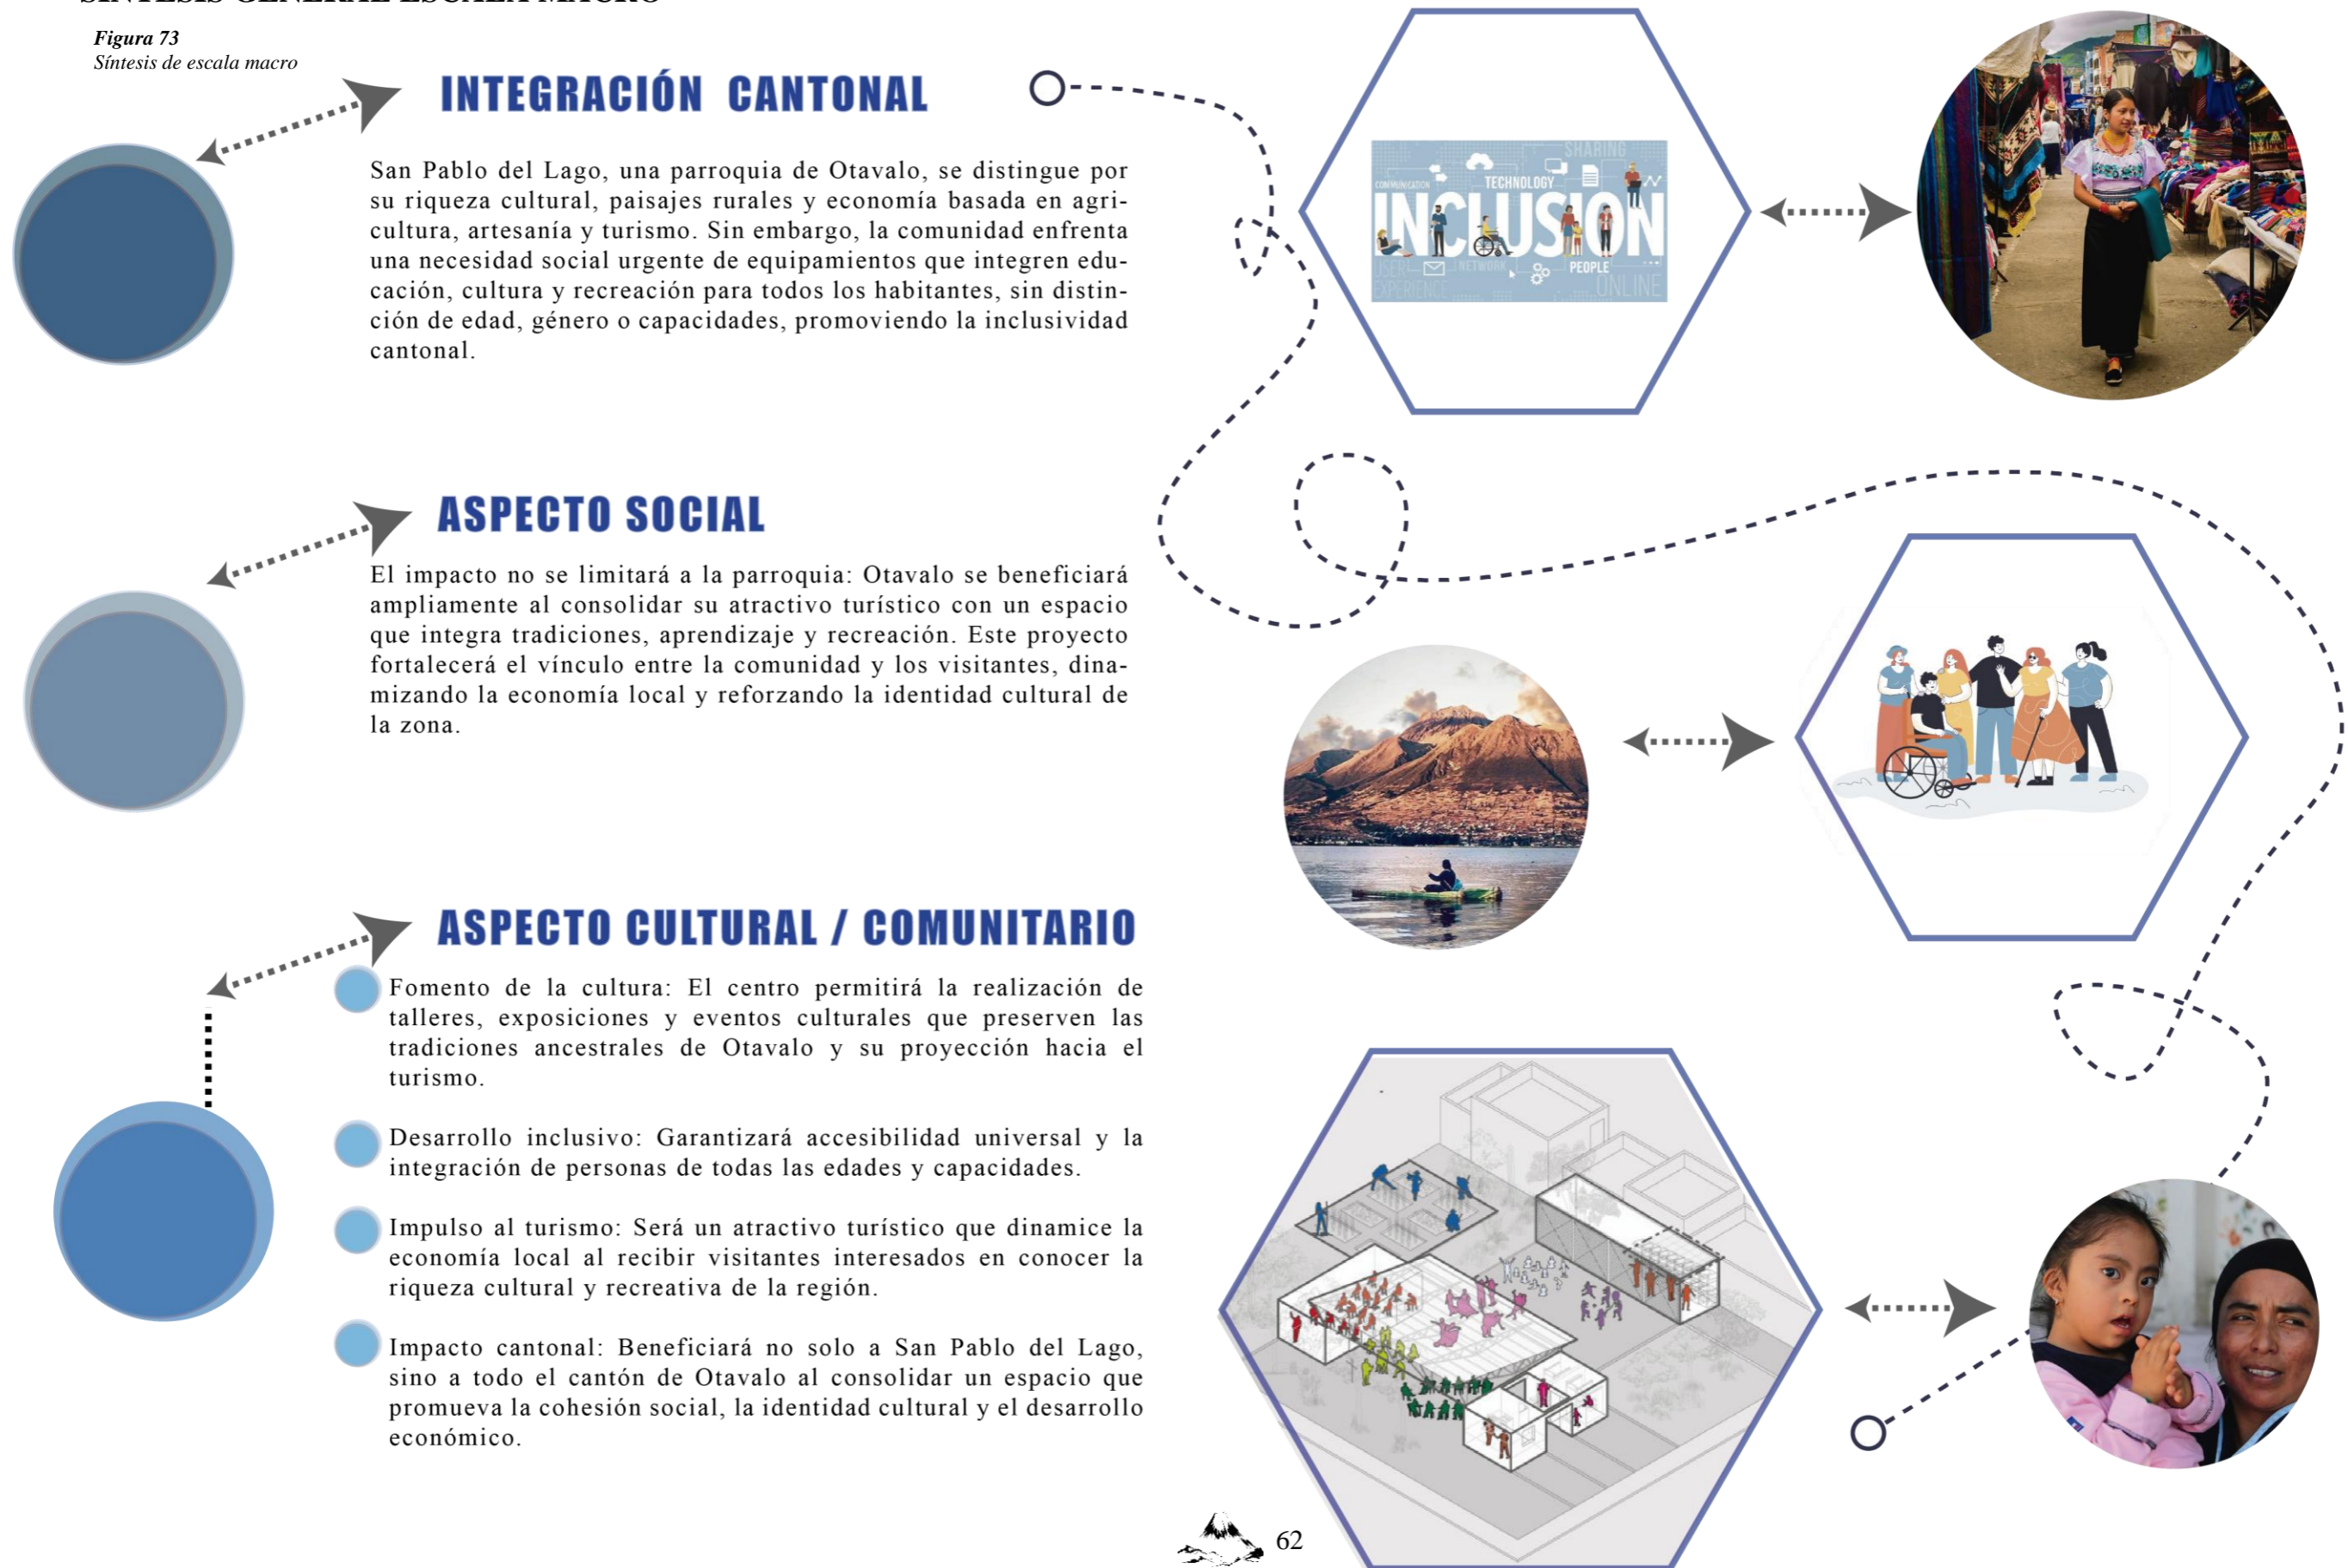 SÍNTESIS GENERAL ESCALA MACRO
Figura 73
Síntesis de escala macro
INTEGRACIÓN CANTONAL
San Pablo del Lago, una parroquia de Otavalo, se distingue por
su riqueza cultural, paisajes rurales y economía basada en agri-
cultura, artesanía y turismo. Sin embargo, la comunidad enfrenta
una necesidad social urgente de equipamientos que integren edu-
cación, cultura y recreación para todos los habitantes, sin distin-
ción de edad, género o capacidades, promoviendo la inclusividad
cantonal.
SHARING
COMMUNICATION
TECHNOLOGY
INCLUSION
USER
EXPERIENCE
NETWORK
PEOPLE
ONLINE
ASPECTO SOCIAL
El impacto no se limitará a la parroquia: Otavalo se beneficiará
ampliamente al consolidar su atractivo turístico con un espacio
que integra tradiciones, aprendizaje y recreación. Este proyecto
fortalecerá el vínculo entre la comunidad y los visitantes, dina-
mizando la economía local y reforzando la identidad cultural de
la zona.
ASPECTO CULTURAL / COMUNITARIO
Fomento de la cultura: El centro permitirá la realización de
talleres, exposiciones y eventos culturales que preserven las
tradiciones ancestrales de Otavalo y su proyección hacia el
turismo.
Desarrollo inclusivo: Garantizará accesibilidad universal y la
integración de personas de todas las edades y capacidades.
Impulso al turismo: Será un atractivo turístico que dinamice la
economía local al recibir visitantes interesados en conocer la
riqueza cultural y recreativa de la región.
Impacto cantonal: Beneficiará no solo a San Pablo del Lago,
sino a todo el cantón de Otavalo al consolidar un espacio que
promueva la cohesión social, la identidad cultural y el desarrollo
económico.
62